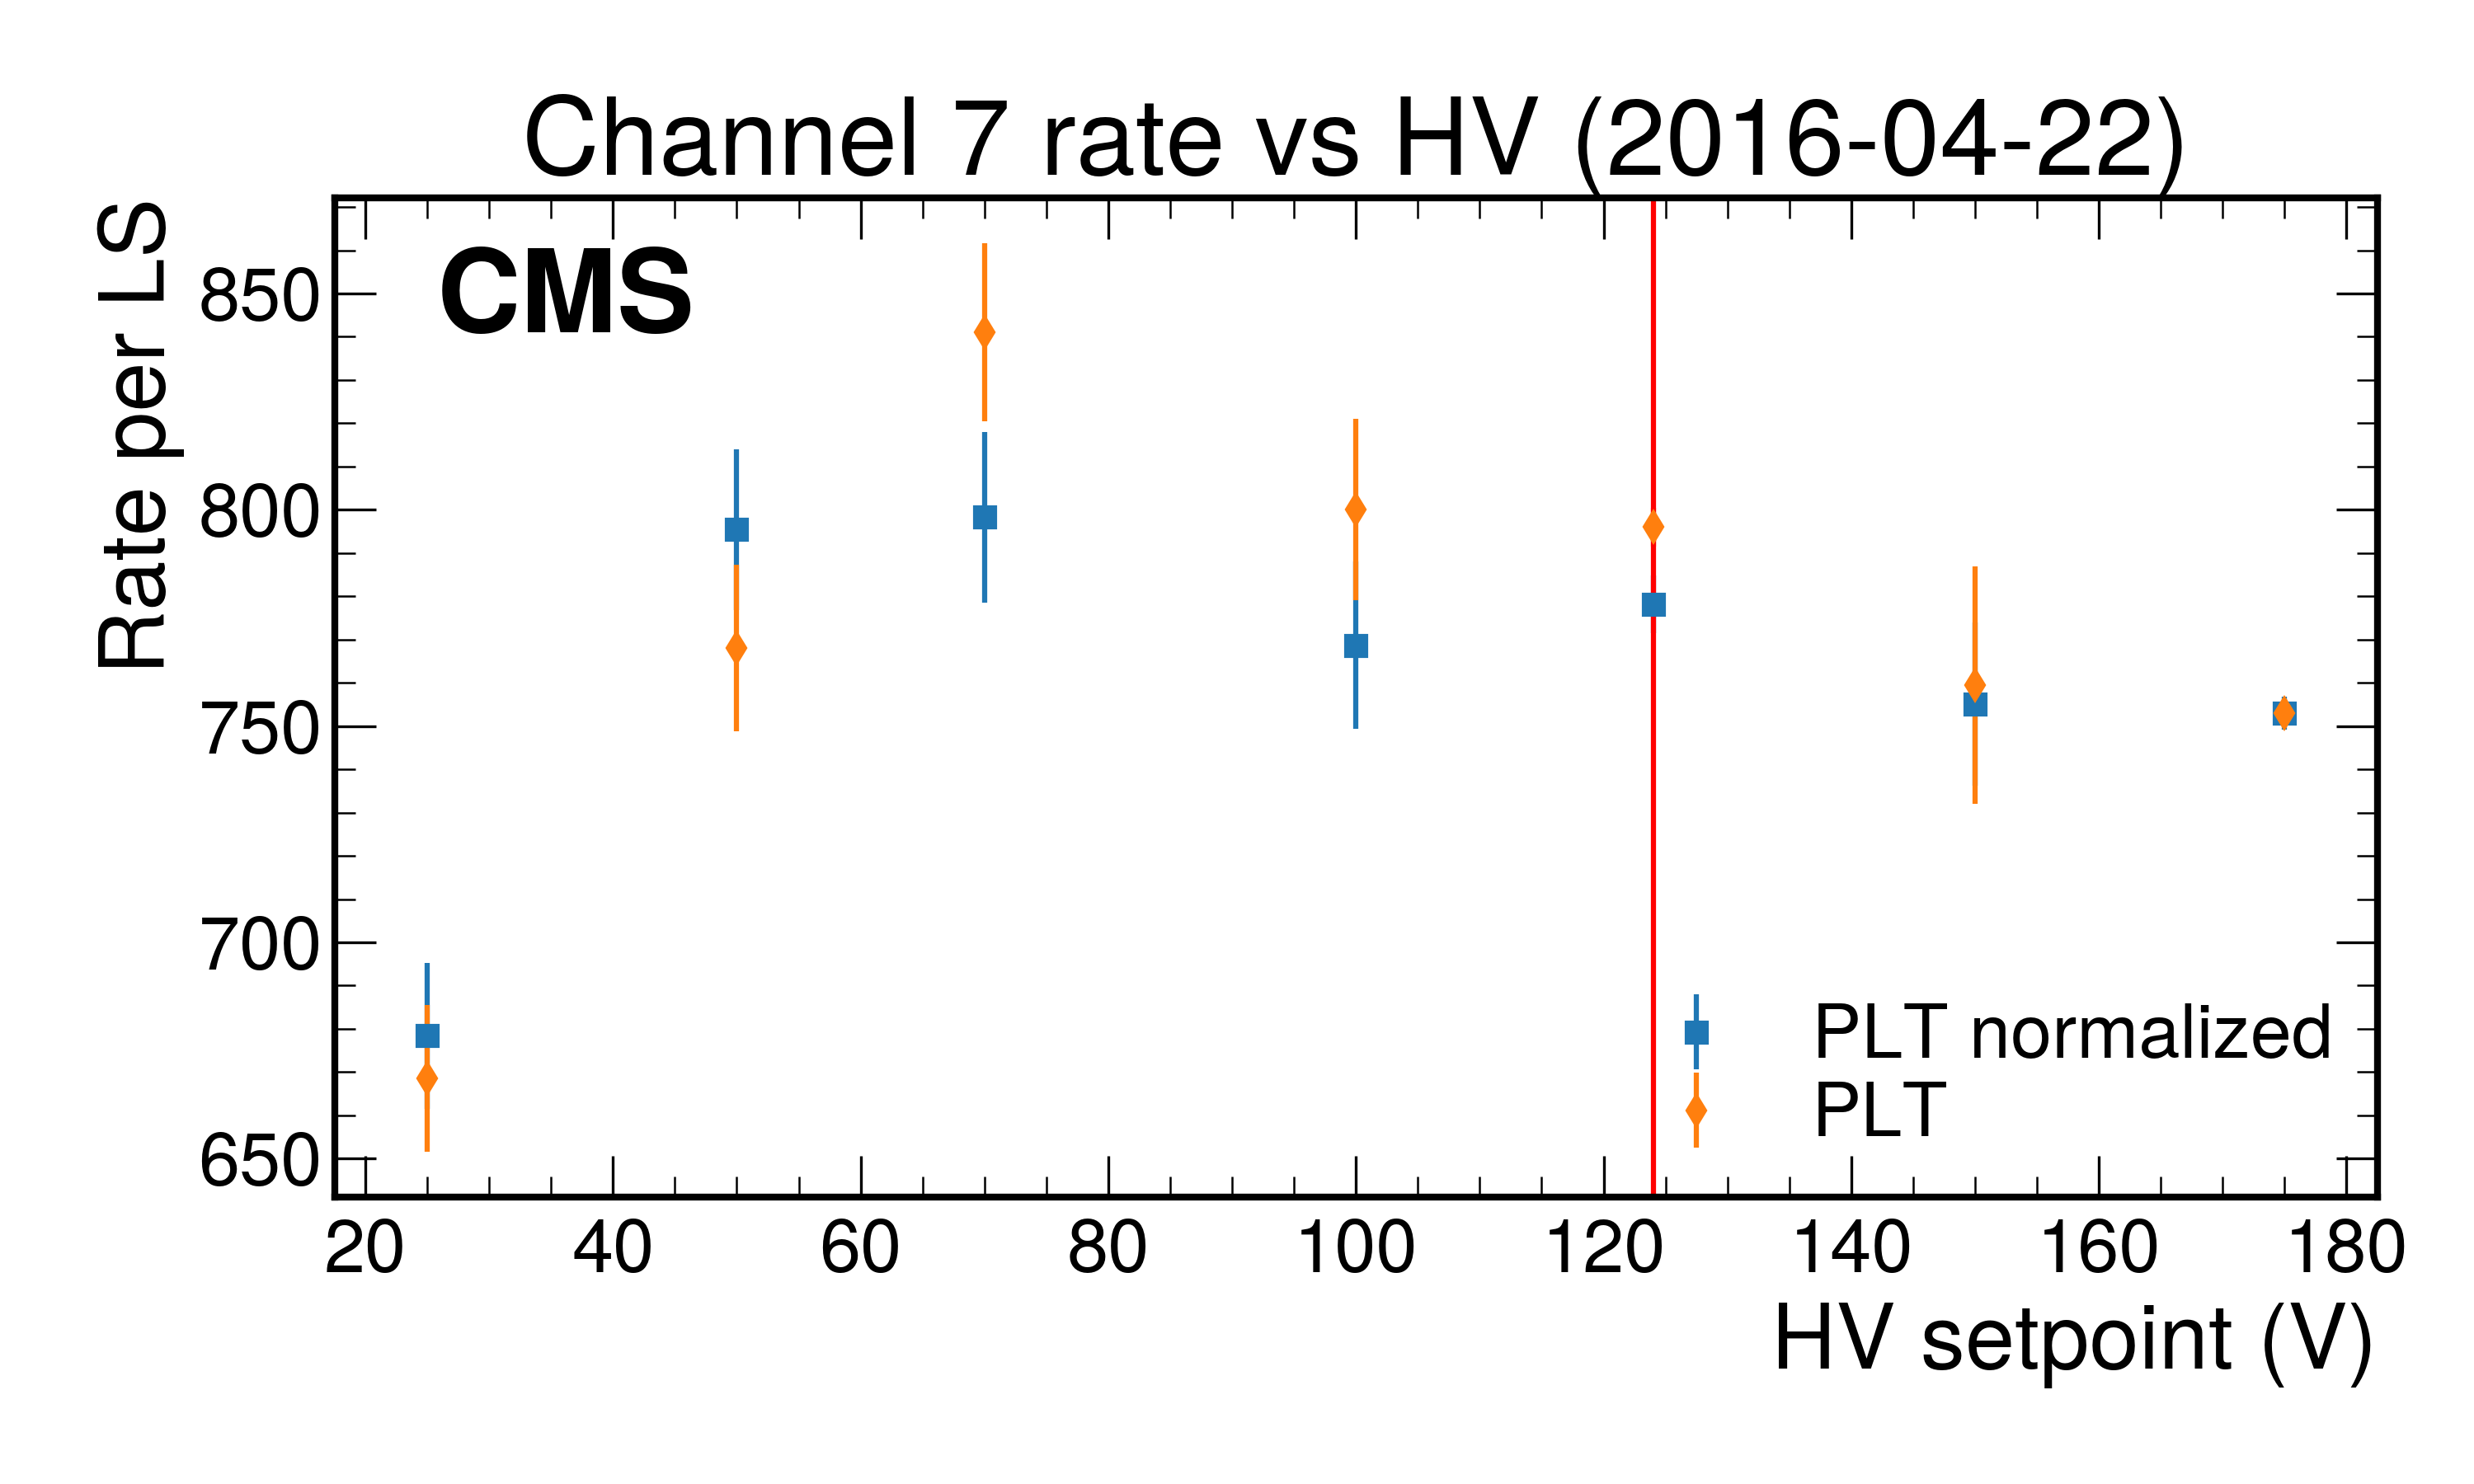 Channel 7 rate vs HV (2016-04-22)
CMS
Rate per LS
850
800
750
700
650
PLT normalized
PLT
20 40 60 80 100 120 140 160 180
HV setpoint (V)